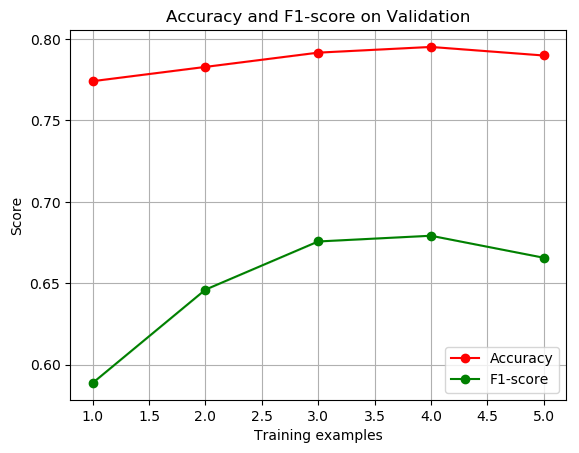 Accuracy and F1-score on Validation
0.80
0.75
0.70
0.65
0.60
Score
1.0 1.5 2.0 2.5 3.0 3.5 4.0 4.5 5.0
Training examples
Accuracy
F1-score